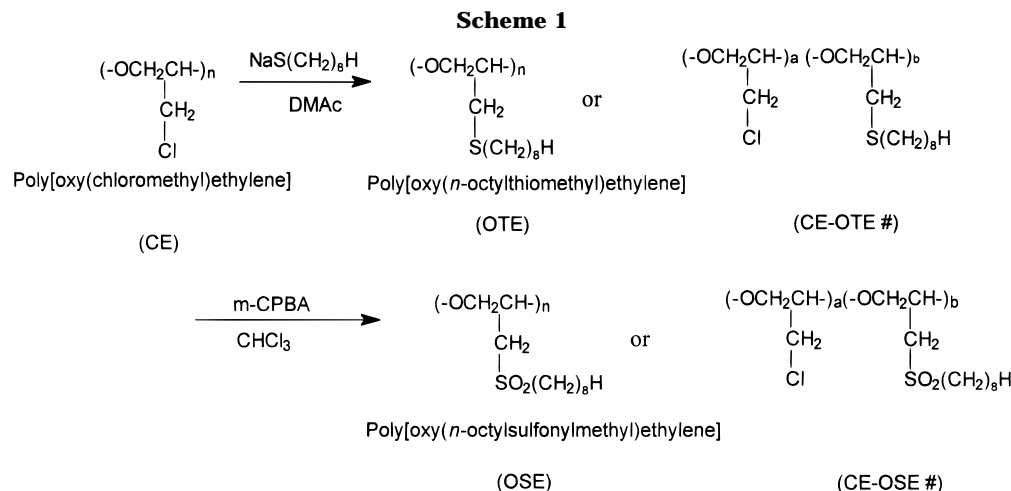 Scheme 1
(-OCH2CH-)n
CH2
Cl
Poly[oxy(chloromethyl)ethylene]
(CE)
NaS(CH2)8H
DMAc
(-OCH2CH-)n
CH2
S(CH2)8H
Poly[oxy(n-octylthiomethyl)ethylene]
(OTE)
or
(-OCH2CH-)a (-OCH2CH-)b
CH2 CH2
Cl S(CH2)8H
(CE-OTE #)
m-CPBA
CHCl3
(-OCH2CH-)n
CH2
SO2(CH2)8H
Poly[oxy(n-octylsulfonylmethyl)ethylene]
(OSE)
or
(-OCH2CH-)a(-OCH2CH-)b
CH2 CH2
Cl SO2(CH2)8H
(CE-OSE #)